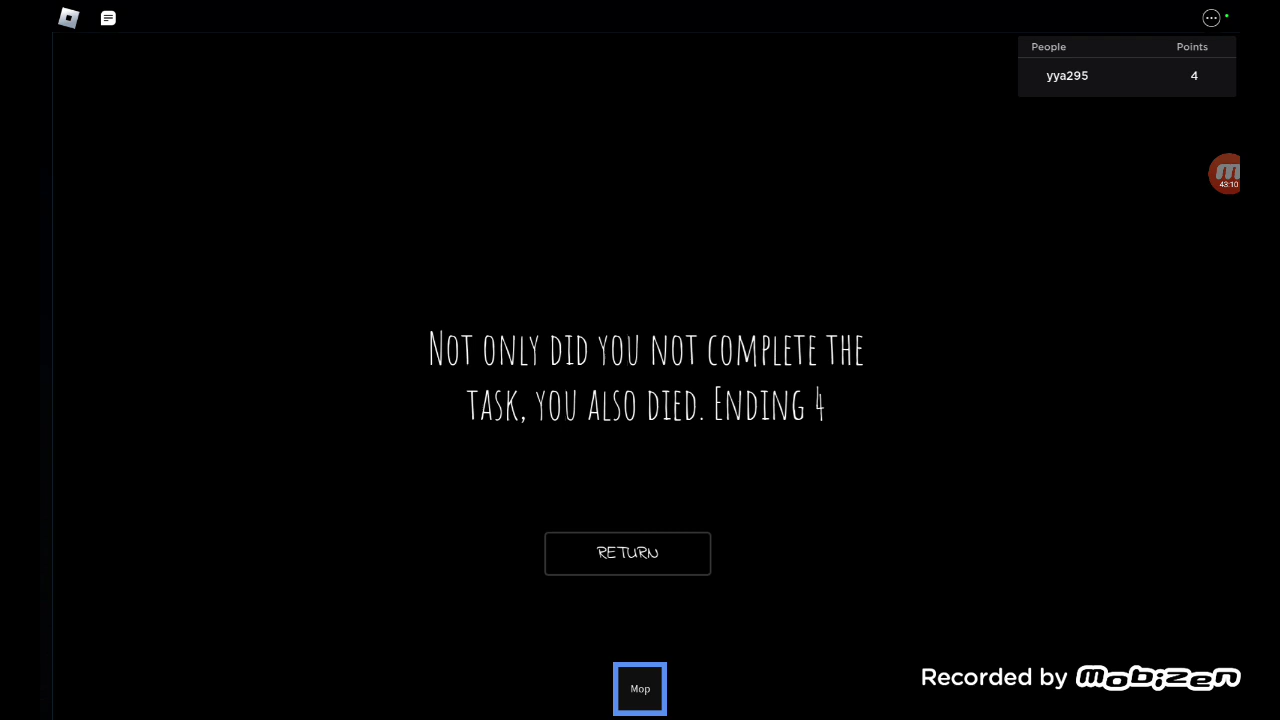 People Points
yya295 4
43:10
Not only did you not complete the
task, you also died. Ending 4
RETURN
Mop
Recorded by mobizen